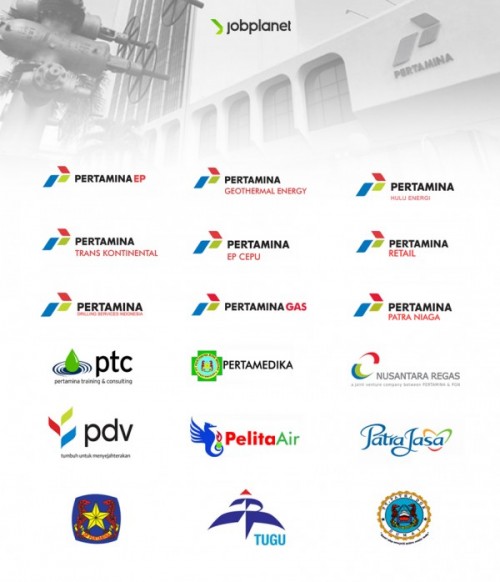 jobplanet
PERTAMINA
PERTAMINA EP
PERTAMINA
GEOTHERMAL ENERGY
PERTAMINA
HULU ENERGI
PERTAMINA
TRANS KONTINENTAL
PERTAMINA
EP CEPU
PERTAMINA
RETAIL
PERTAMINA
DRILLING SERVICES INDONESIA
PERTAMINA GAS
PERTAMINA
PATRA NIAGA
ptc
pertamina training & consulting
PERTAMEDIKA
NUSANTARA REGAS
a joint venture company between PERTAMINA & PGN
pdv
tumbuh untuk menyejahterakan
PelitaAir
PatraJasa
TUGU